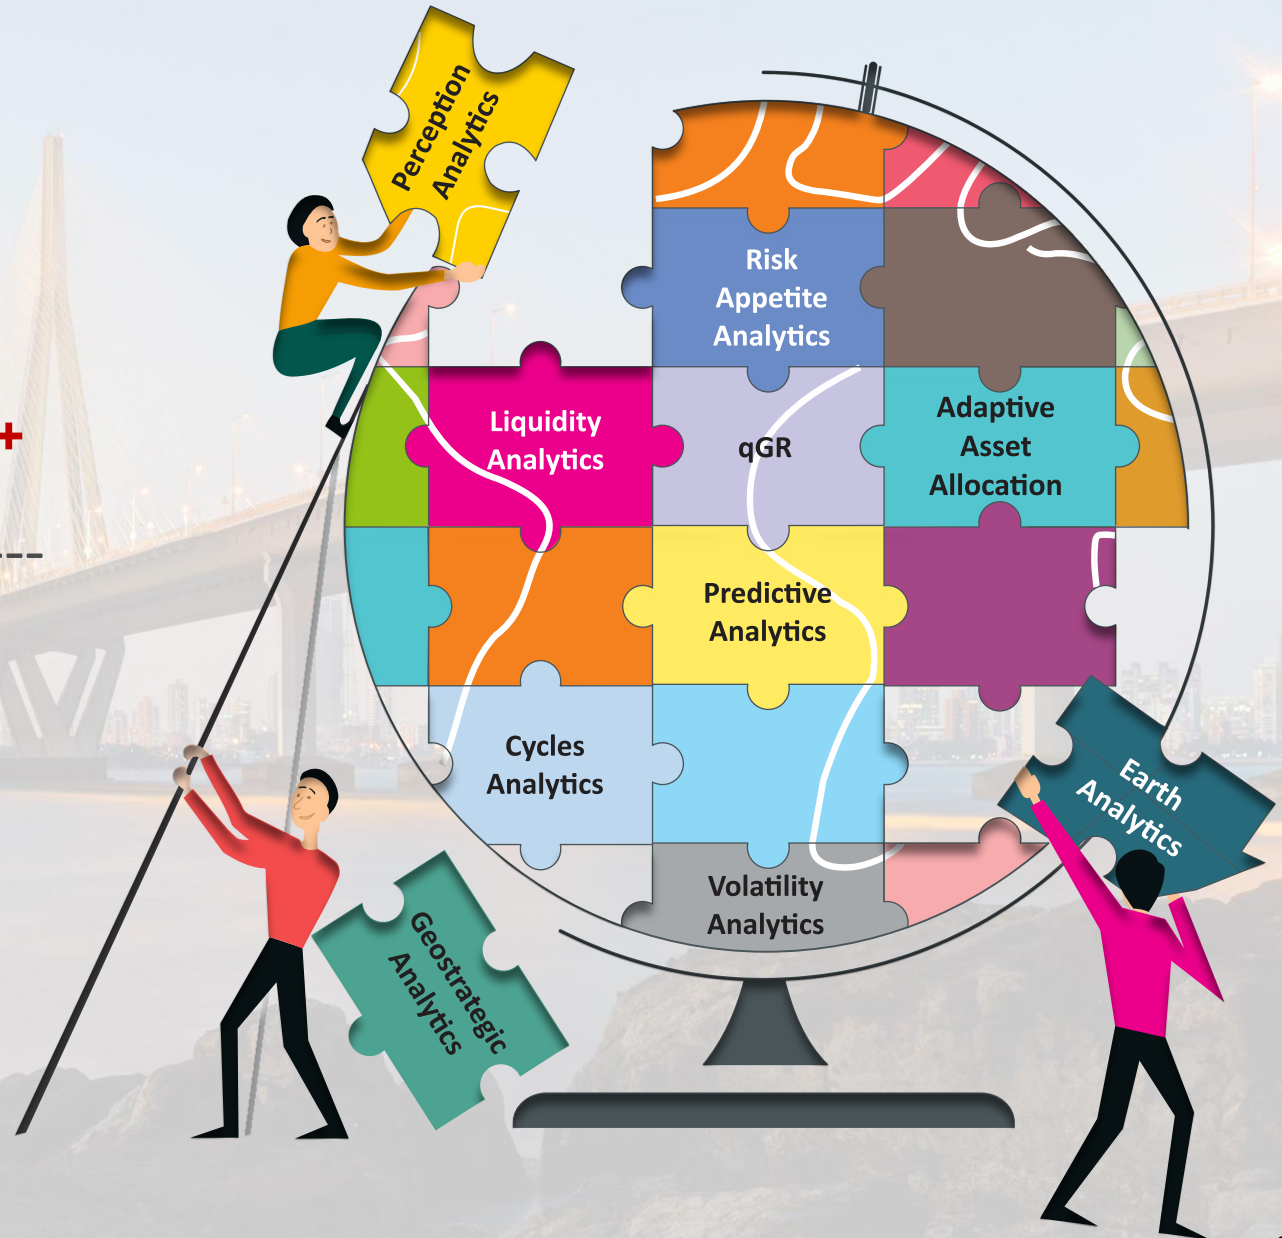 Perception
Analytics
Risk
Appetite
Analytics
Liquidity
Analytics
qGR
Adaptive
Asset
Allocation
+
Predictive
Analytics
Cycles
Analytics
Earth
Analytics
Volatility
Analytics
Geostrategic
Analytics